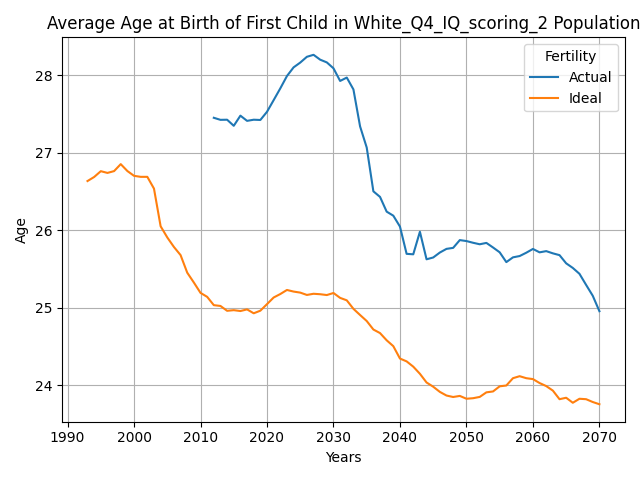 Average Age at Birth of First Child in White_Q4_IQ_scoring_2 Population
Fertility
Actual
Ideal
28
27
26
25
24
Age
1990 2000 2010 2020 2030 2040 2050 2060 2070
Years